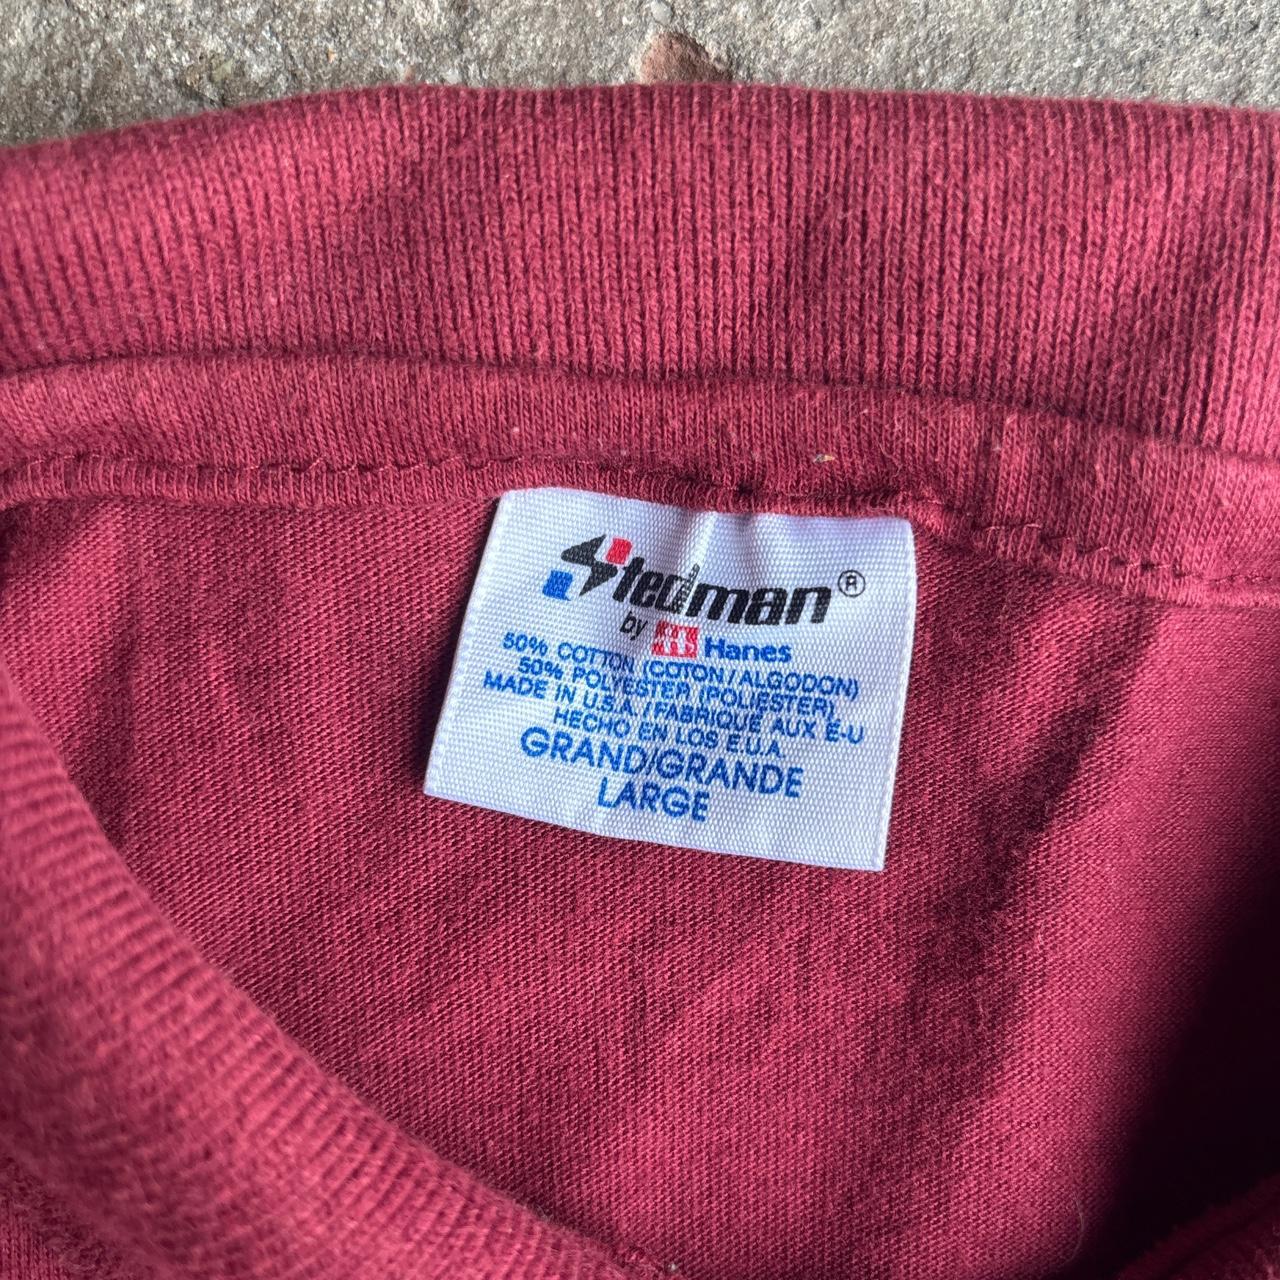 Stedman®
by H Hanes
50% COTTON (COTON/ALGODON)
50% POLYESTER (POLIESTER)
MADE IN U.S.A./FABRIQUÉ AUX É-U
HECHO EN LOS E.U.A.
GRAND/GRANDE
LARGE